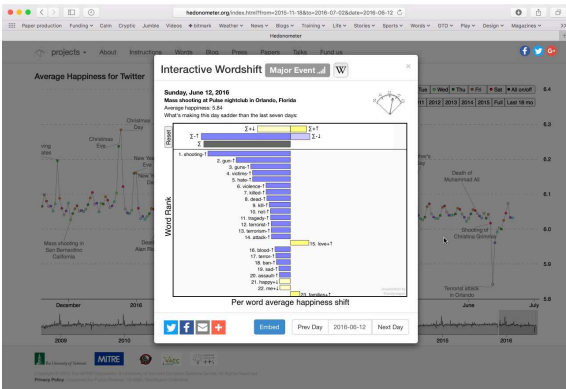 hedonometer.org/index.html?from=2015-11-16&to=2016-07-02&date=2016-06-12
Paper production Funding Calm Cryptic Jumble Videos ✦ bitmark Weather News Blogs Training Life Stories Sports Words GTD Play Design Magazines
Hedonometer
projects About Instructions Words Blog Press Papers Talks Fund us
Average Happiness for Twitter
Interactive Wordshift Major Event W
×
Sunday, June 12, 2016
Mass shooting at Pulse nightclub in Orlando, Florida
Average happiness: 5.84
What's making this day sadder than the last seven days:
Reset
Σ+↓ Σ+↑
Σ-↑ Σ-↓
Σ
Word Rank
1. shooting-↑
2. gun-↑
3. guns-↑
4. victims-↑
5. hate-↑
6. violence-↑
7. killed-↑
8. dead-↑
9. kill-↑
10. not-↑
11. tragedy-↑
12. terrorist-↑
13. terrorism-↑
14. attack-↑
15. love+↑
16. blood-↑
17. terror-↑
18. ban-↑
19. sad-↑
20. assault-↑
21. happy+↓
22. me+↓
23. families+↑
Per word average happiness shift
Embed Prev Day 2016-06-12 Next Day
Tue Wed Thu Fri Sat All on/off
2011 2012 2013 2014 2015 Full Last 18 mo
6.4
6.3
6.2
6.1
6.0
5.9
5.8
Christmas
Day
Christmas
Eve
Mass shooting in
San Bernardino
California
Death of
Muhammad Ali
Shooting of
Christina Grimmie
Terrorist attack
in Orlando
December 2016 June July
2009 2010 2015 2016
The University of Vermont MITRE
Privacy Policy